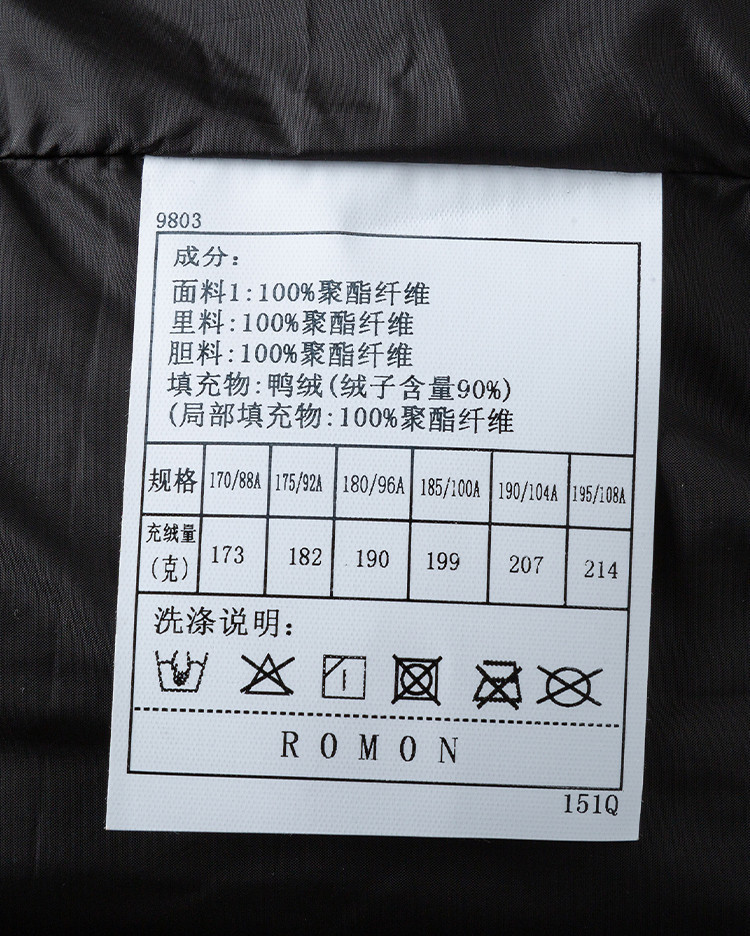 9803
成分：
面料1:100%聚酯纤维
里料:100%聚酯纤维
胆料:100%聚酯纤维
填充物:鸭绒(绒子含量90%)
(局部填充物:100%聚酯纤维
规格 170/88A 175/92A 180/96A 185/100A 190/104A 195/108A
充绒量(克) 173 182 190 199 207 214
洗涤说明：
ROMON
151Q